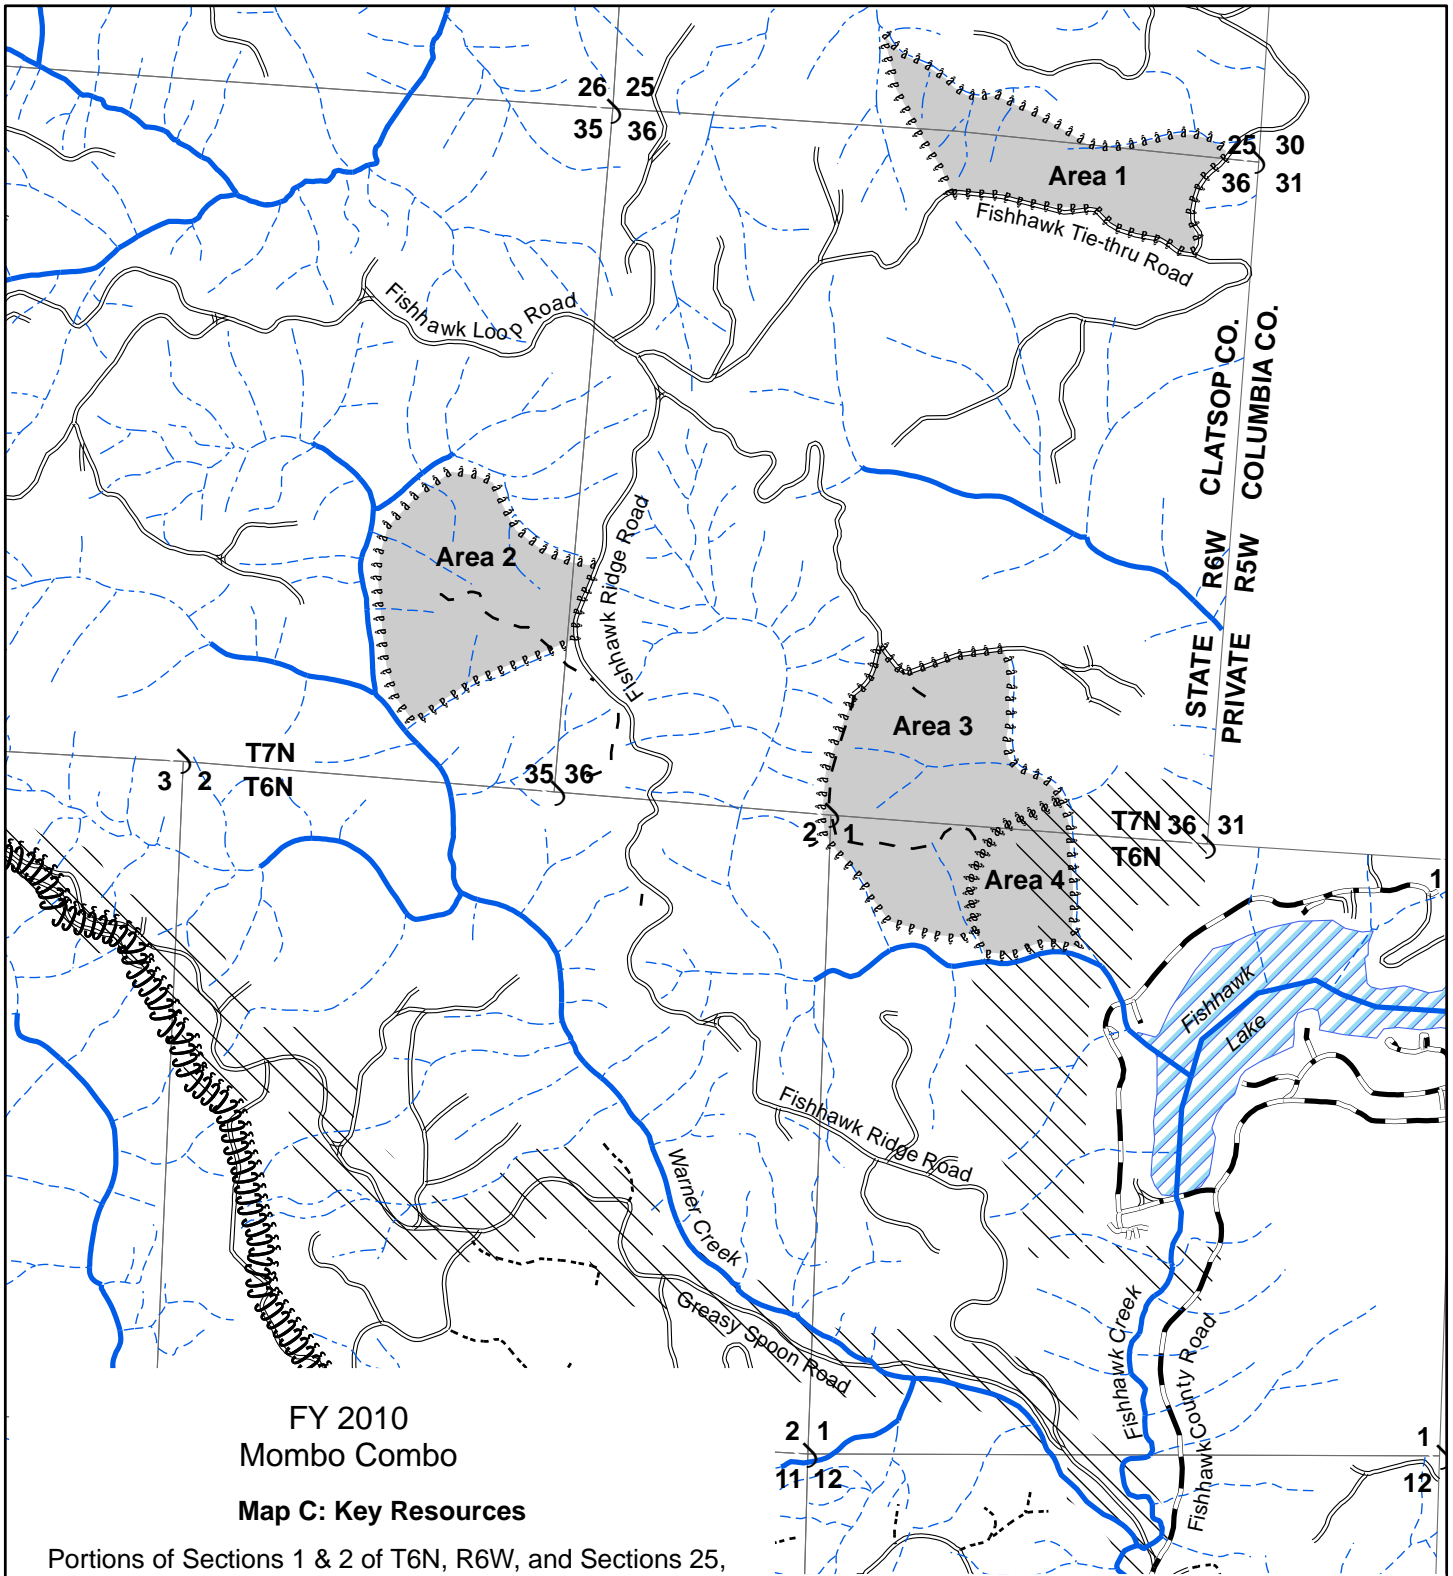 26 25
35 36
25 30
36 31
Area 1
Fishhawk Tie-thru Road
Fishhawk Loop Road
CLATSOP CO.
COLUMBIA CO.
R6W
R5W
STATE
PRIVATE
Area 2
Fishhawk Ridge Road
Area 3
T7N
T6N
3 2
35 36
2 1
T7N 36 31
T6N
Area 4
1
Fishhawk
Lake
Fishhawk Ridge Road
Warner Creek
Greasy Spoon Road
Fishhawk Creek
Fishhawk County Road
2 1
11 12
1
12
FY 2010
Mombo Combo
Map C: Key Resources
Portions of Sections 1 & 2 of T6N, R6W, and Sections 25,